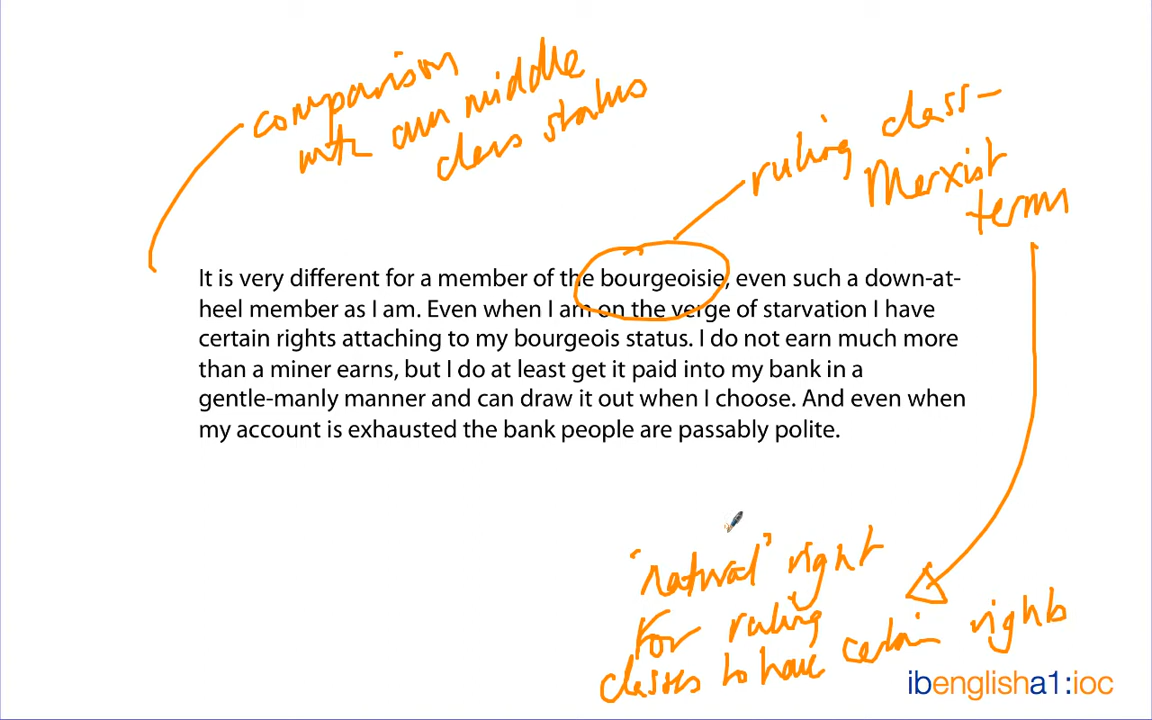 comparison
with own middle
class status
ruling class-
Marxist
terms
It is very different for a member of the bourgeoisie, even such a down-at-
heel member as I am. Even when I am on the verge of starvation I have
certain rights attaching to my bourgeois status. I do not earn much more
than a miner earns, but I do at least get it paid into my bank in a
gentle-manly manner and can draw it out when I choose. And even when
my account is exhausted the bank people are passably polite.
'natural' right
for ruling
classes to have certain rights
ibenglisha1:ioc